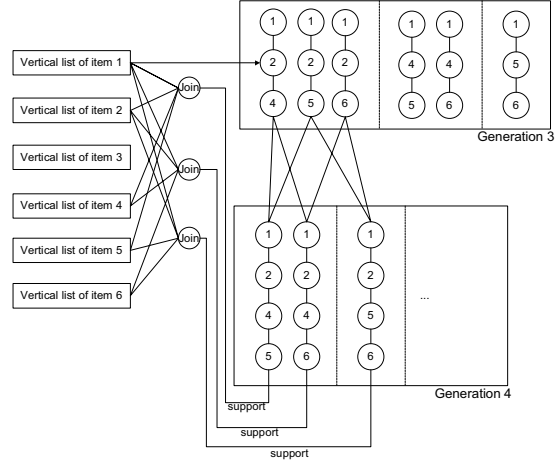 1 1 1 1 1 1
Vertical list of item 1
2 2 2 4 4 5
Join
4 5 6 5 6 6
Vertical list of item 2
Generation 3
Vertical list of item 3
Join
Vertical list of item 4
1 1 1
Join
Vertical list of item 5
2 2 2
...
Vertical list of item 6
4 4 5
5 6 6
Generation 4
support
support
support